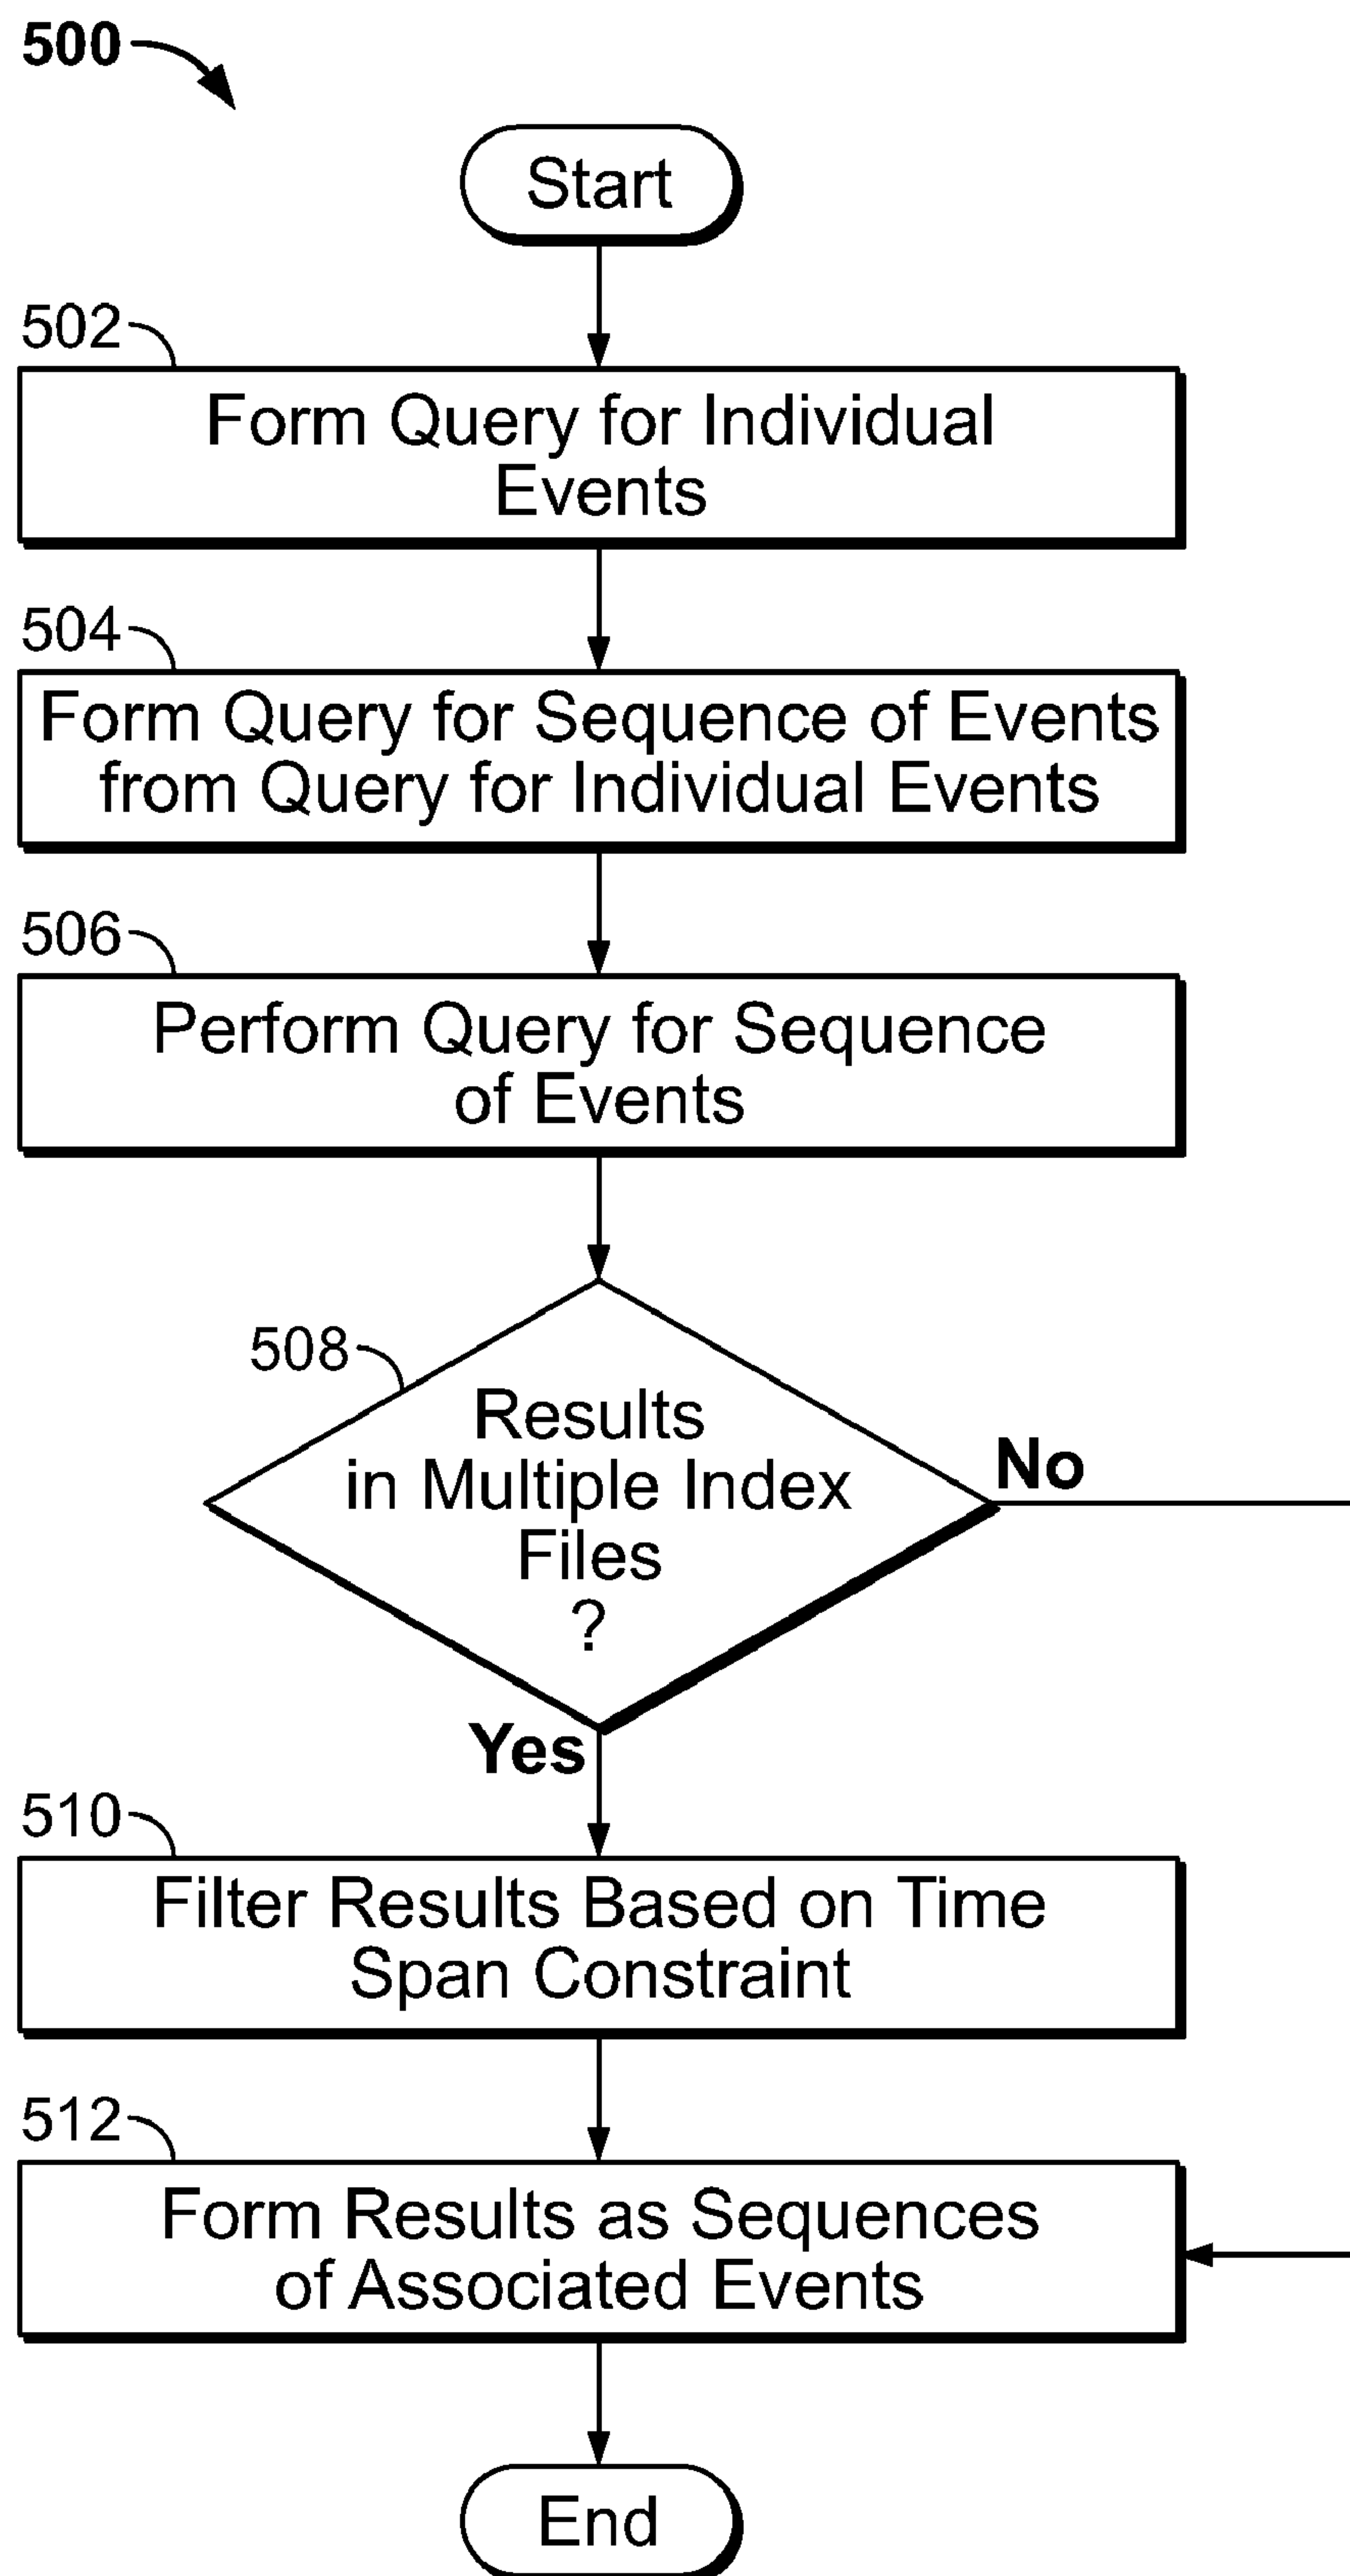 500
Start
502
Form Query for Individual
Events
504
Form Query for Sequence of Events
from Query for Individual Events
506
Perform Query for Sequence
of Events
508
Results
in Multiple Index
Files
?
No
Yes
510
Filter Results Based on Time
Span Constraint
512
Form Results as Sequences
of Associated Events
End